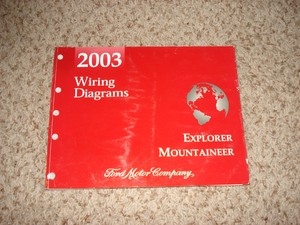 2003
Wiring
Diagrams
EXPLORER
MOUNTAINEER
Ford Motor Company,